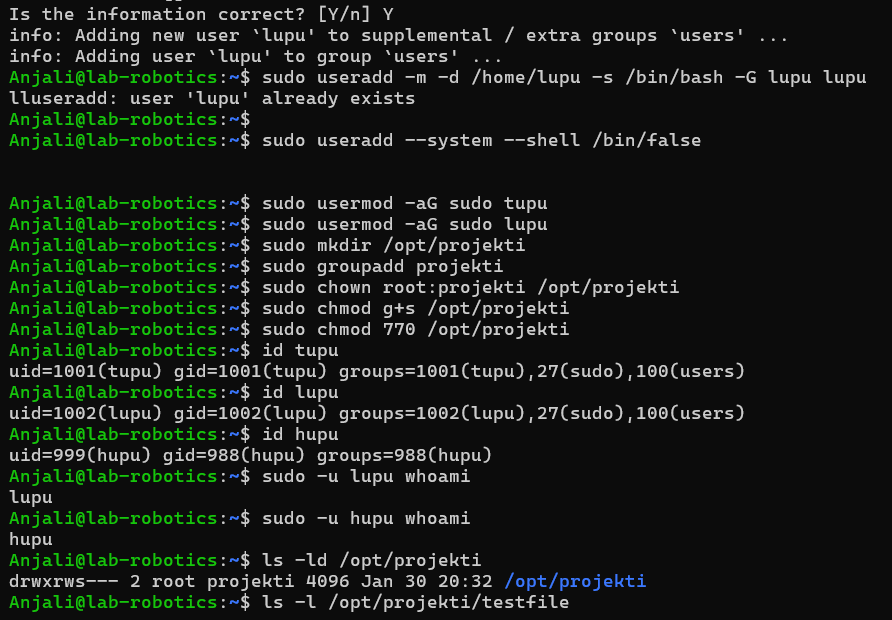 Is the information correct? [Y/n] Y
info: Adding new user `lupu' to supplemental / extra groups `users' ...
info: Adding user `lupu' to group `users' ...
Anjali@lab-robotics:~$ sudo useradd -m -d /home/lupu -s /bin/bash -G lupu lupu
lluseradd: user 'lupu' already exists
Anjali@lab-robotics:~$
Anjali@lab-robotics:~$ sudo useradd --system --shell /bin/false
Anjali@lab-robotics:~$ sudo usermod -aG sudo tupu
Anjali@lab-robotics:~$ sudo usermod -aG sudo lupu
Anjali@lab-robotics:~$ sudo mkdir /opt/projekti
Anjali@lab-robotics:~$ sudo groupadd projekti
Anjali@lab-robotics:~$ sudo chown root:projekti /opt/projekti
Anjali@lab-robotics:~$ sudo chmod g+s /opt/projekti
Anjali@lab-robotics:~$ sudo chmod 770 /opt/projekti
Anjali@lab-robotics:~$ id tupu
uid=1001(tupu) gid=1001(tupu) groups=1001(tupu),27(sudo),100(users)
Anjali@lab-robotics:~$ id lupu
uid=1002(lupu) gid=1002(lupu) groups=1002(lupu),27(sudo),100(users)
Anjali@lab-robotics:~$ id hupu
uid=999(hupu) gid=988(hupu) groups=988(hupu)
Anjali@lab-robotics:~$ sudo -u lupu whoami
lupu
Anjali@lab-robotics:~$ sudo -u hupu whoami
hupu
Anjali@lab-robotics:~$ ls -ld /opt/projekti
drwxrws--- 2 root projekti 4096 Jan 30 20:32 /opt/projekti
Anjali@lab-robotics:~$ ls -l /opt/projekti/testfile